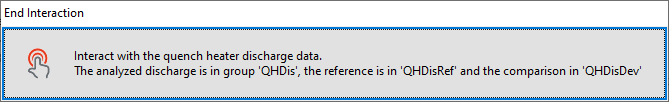 End Interaction
Interact with the quench heater discharge data.
The analyzed discharge is in group 'QHDis', the reference is in 'QHDisRef' and the comparison in 'QHDisDev'